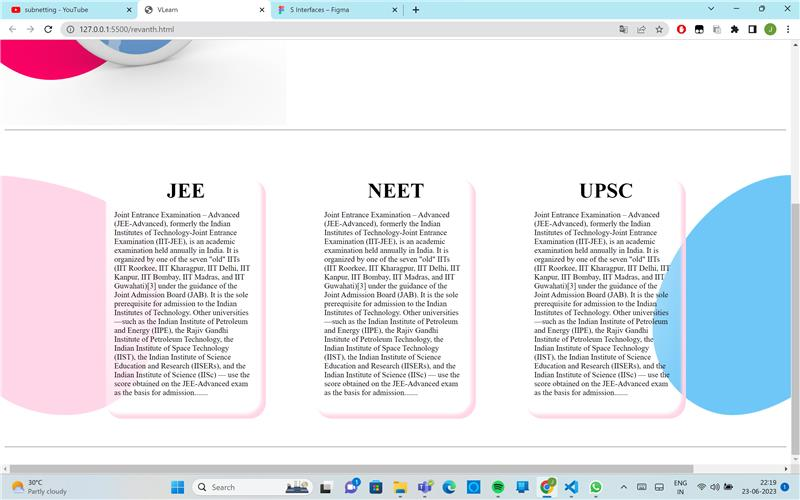 subnetting - YouTube
VLearn
S Interfaces – Figma
127.0.0.1:5500/revanth.html
J
JEE
Joint Entrance Examination – Advanced
(JEE-Advanced), formerly the Indian
Institutes of Technology-Joint Entrance
Examination (IIT-JEE), is an academic
examination held annually in India. It is
organized by one of the seven "old" IITs
(IIT Roorkee, IIT Kharagpur, IIT Delhi, IIT
Kanpur, IIT Bombay, IIT Madras, and IIT
Guwahati)[3] under the guidance of the
Joint Admission Board (JAB). It is the sole
prerequisite for admission to the Indian
Institutes of Technology. Other universities
—such as the Indian Institute of Petroleum
and Energy (IIPE), the Rajiv Gandhi
Institute of Petroleum Technology, the
Indian Institute of Space Technology
(IIST), the Indian Institute of Science
Education and Research (IISERs), and the
Indian Institute of Science (IISc) — use the
score obtained on the JEE-Advanced exam
as the basis for admission.......
NEET
Joint Entrance Examination – Advanced
(JEE-Advanced), formerly the Indian
Institutes of Technology-Joint Entrance
Examination (IIT-JEE), is an academic
examination held annually in India. It is
organized by one of the seven "old" IITs
(IIT Roorkee, IIT Kharagpur, IIT Delhi, IIT
Kanpur, IIT Bombay, IIT Madras, and IIT
Guwahati)[3] under the guidance of the
Joint Admission Board (JAB). It is the sole
prerequisite for admission to the Indian
Institutes of Technology. Other universities
—such as the Indian Institute of Petroleum
and Energy (IIPE), the Rajiv Gandhi
Institute of Petroleum Technology, the
Indian Institute of Space Technology
(IIST), the Indian Institute of Science
Education and Research (IISERs), and the
Indian Institute of Science (IISc) — use the
score obtained on the JEE-Advanced exam
as the basis for admission.......
UPSC
Joint Entrance Examination – Advanced
(JEE-Advanced), formerly the Indian
Institutes of Technology-Joint Entrance
Examination (IIT-JEE), is an academic
examination held annually in India. It is
organized by one of the seven "old" IITs
(IIT Roorkee, IIT Kharagpur, IIT Delhi, IIT
Kanpur, IIT Bombay, IIT Madras, and IIT
Guwahati)[3] under the guidance of the
Joint Admission Board (JAB). It is the sole
prerequisite for admission to the Indian
Institutes of Technology. Other universities
—such as the Indian Institute of Petroleum
and Energy (IIPE), the Rajiv Gandhi
Institute of Petroleum Technology, the
Indian Institute of Space Technology
(IIST), the Indian Institute of Science
Education and Research (IISERs), and the
Indian Institute of Science (IISc) — use the
score obtained on the JEE-Advanced exam
as the basis for admission.......
30°C
Partly cloudy
Search
ENG
IN
22:19
23-06-2023